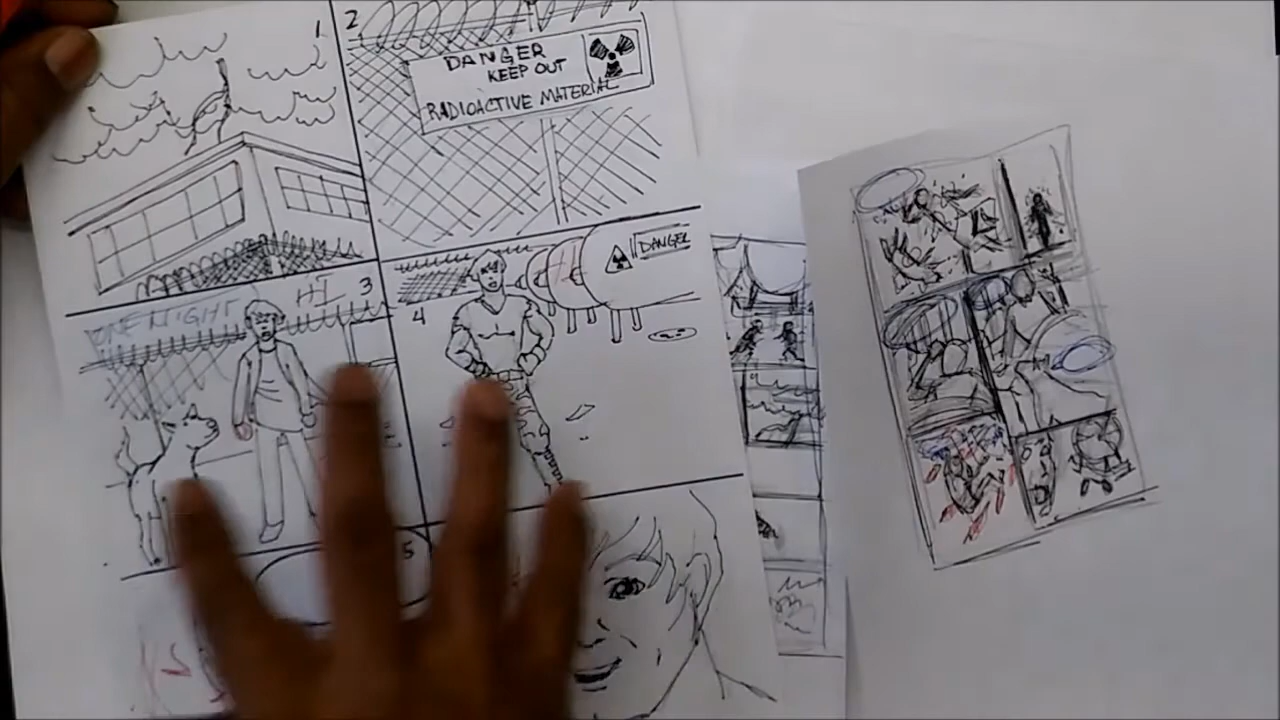 1
2
DANGER
KEEP OUT
RADIOACTIVE MATERIAL
ONE NIGHT
HI
3
4
DANGER
5